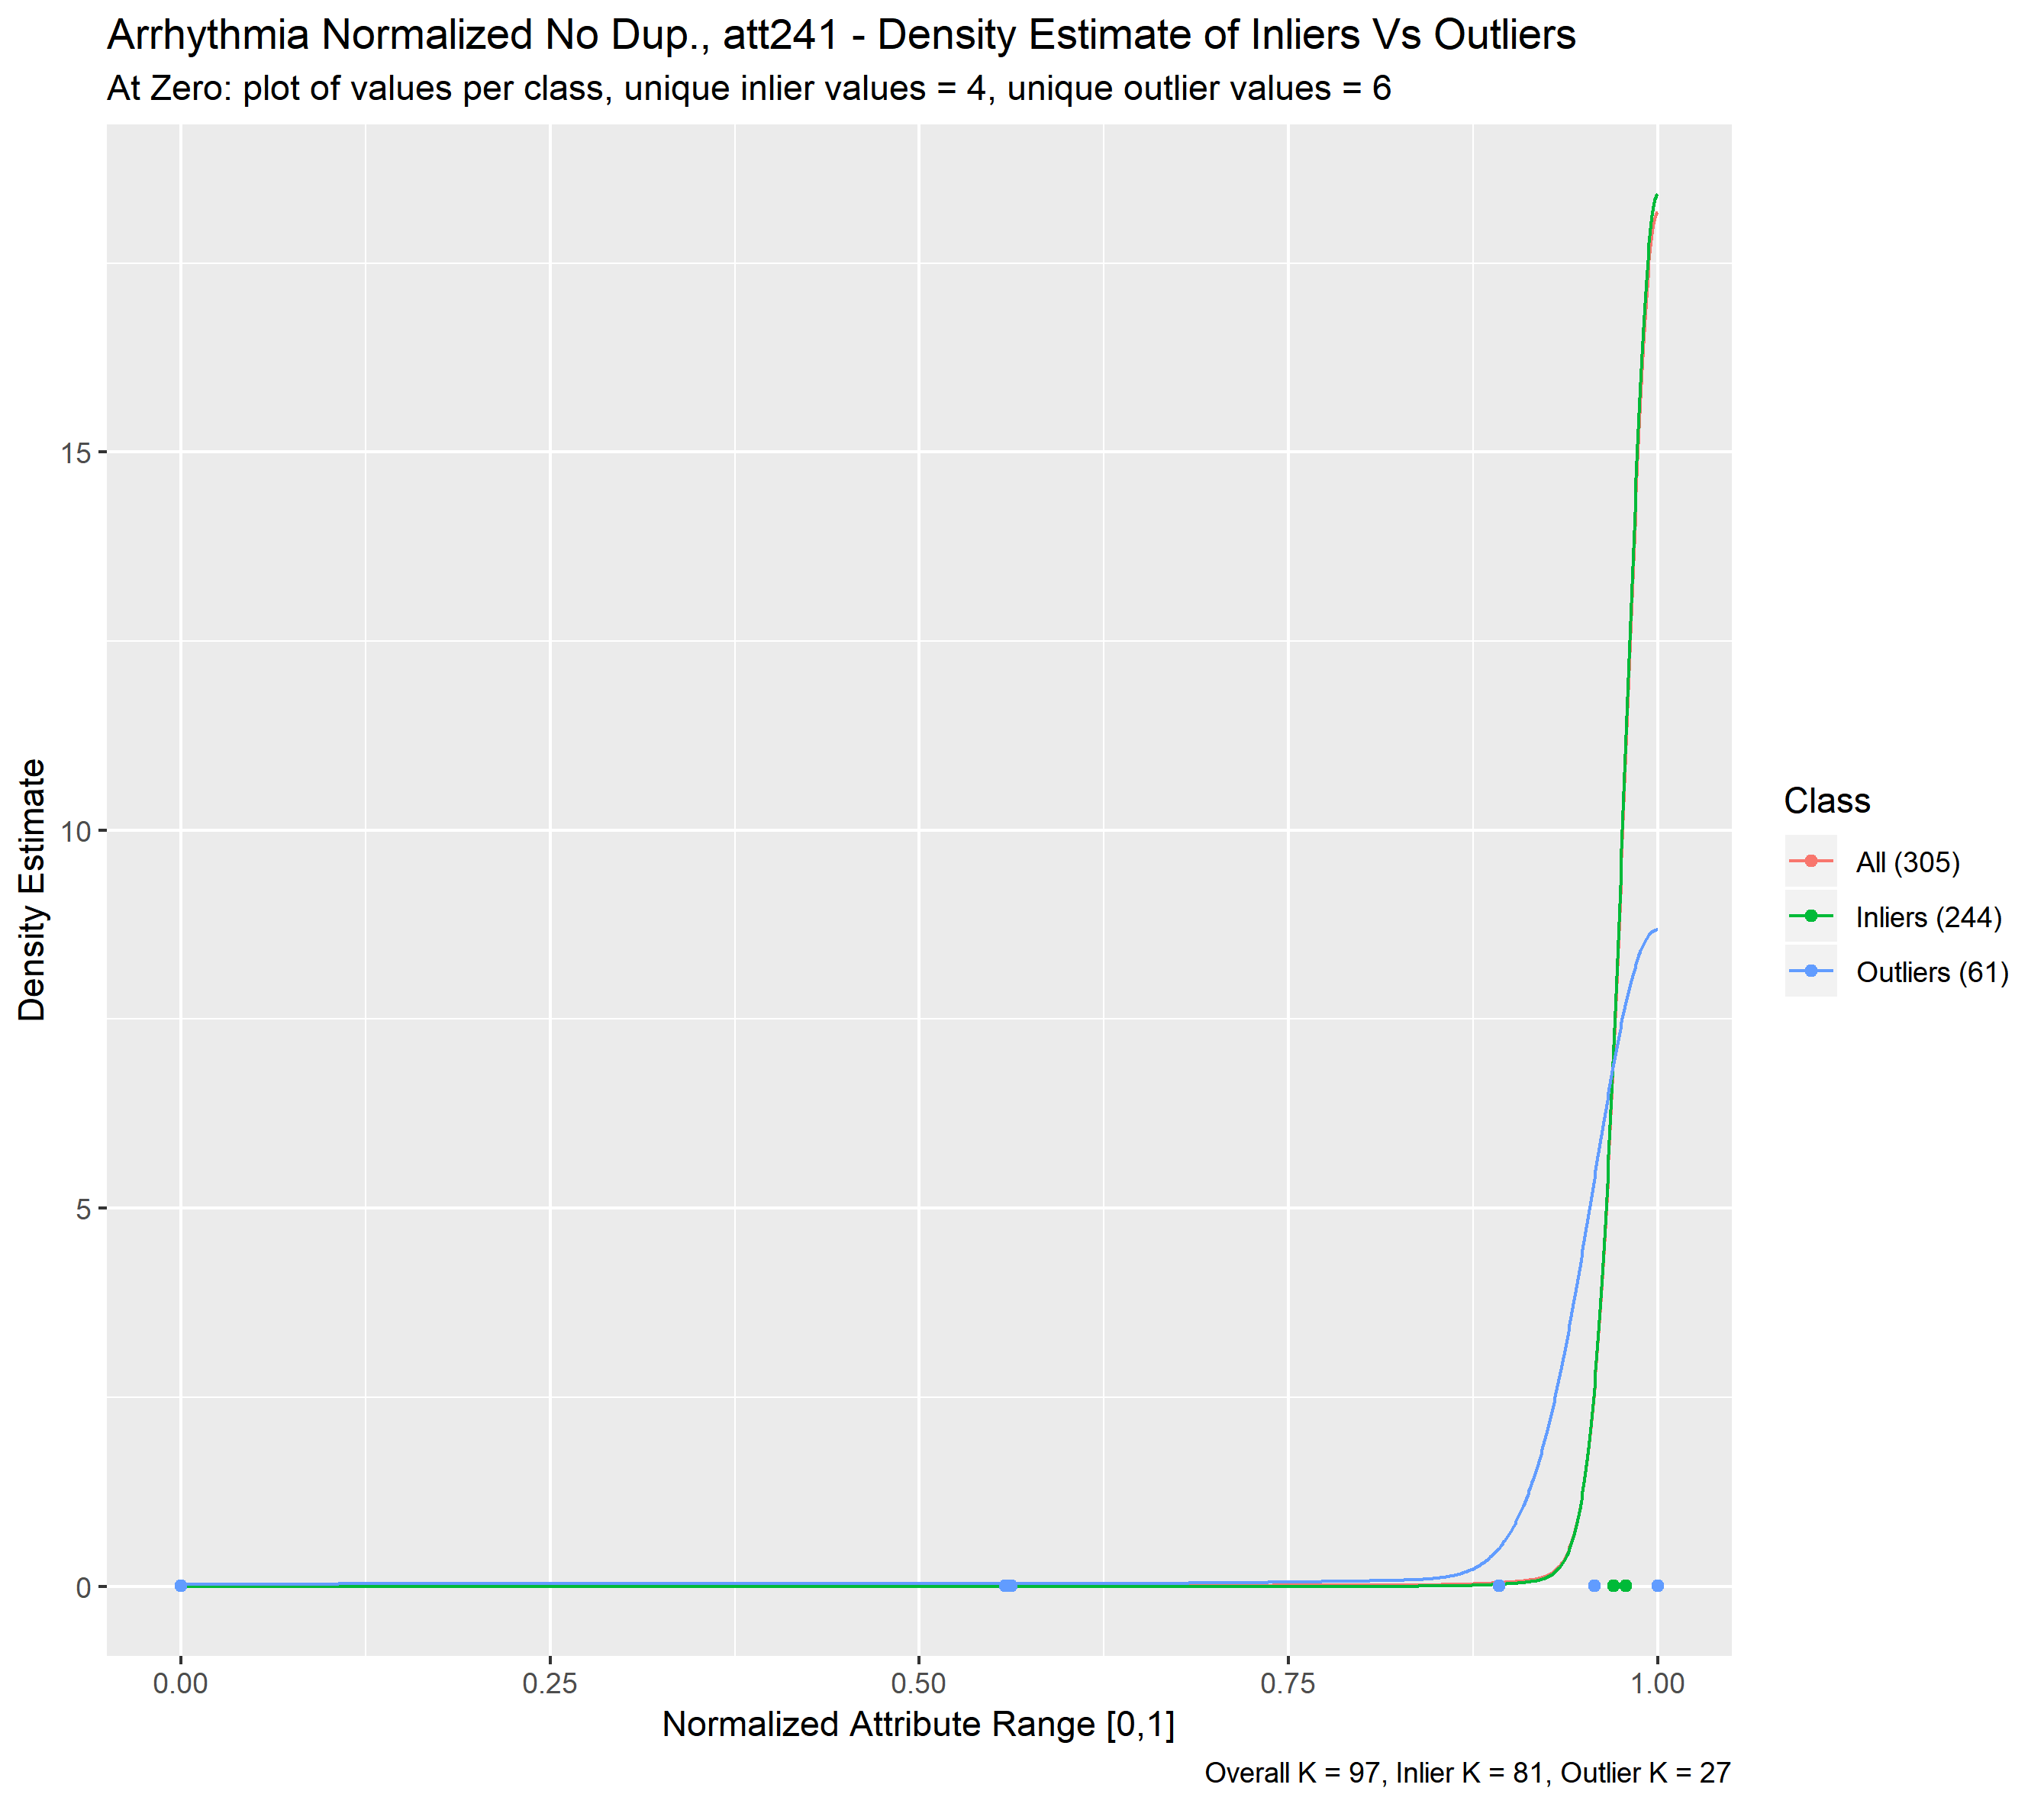 Arrhythmia Normalized No Dup., att241 - Density Estimate of Inliers Vs Outliers
At Zero: plot of values per class, unique inlier values = 4, unique outlier values = 6
Density Estimate
15
10
5
0
0.00 0.25 0.50 0.75 1.00
Normalized Attribute Range [0,1]
Overall K = 97, Inlier K = 81, Outlier K = 27
Class
All (305)
Inliers (244)
Outliers (61)